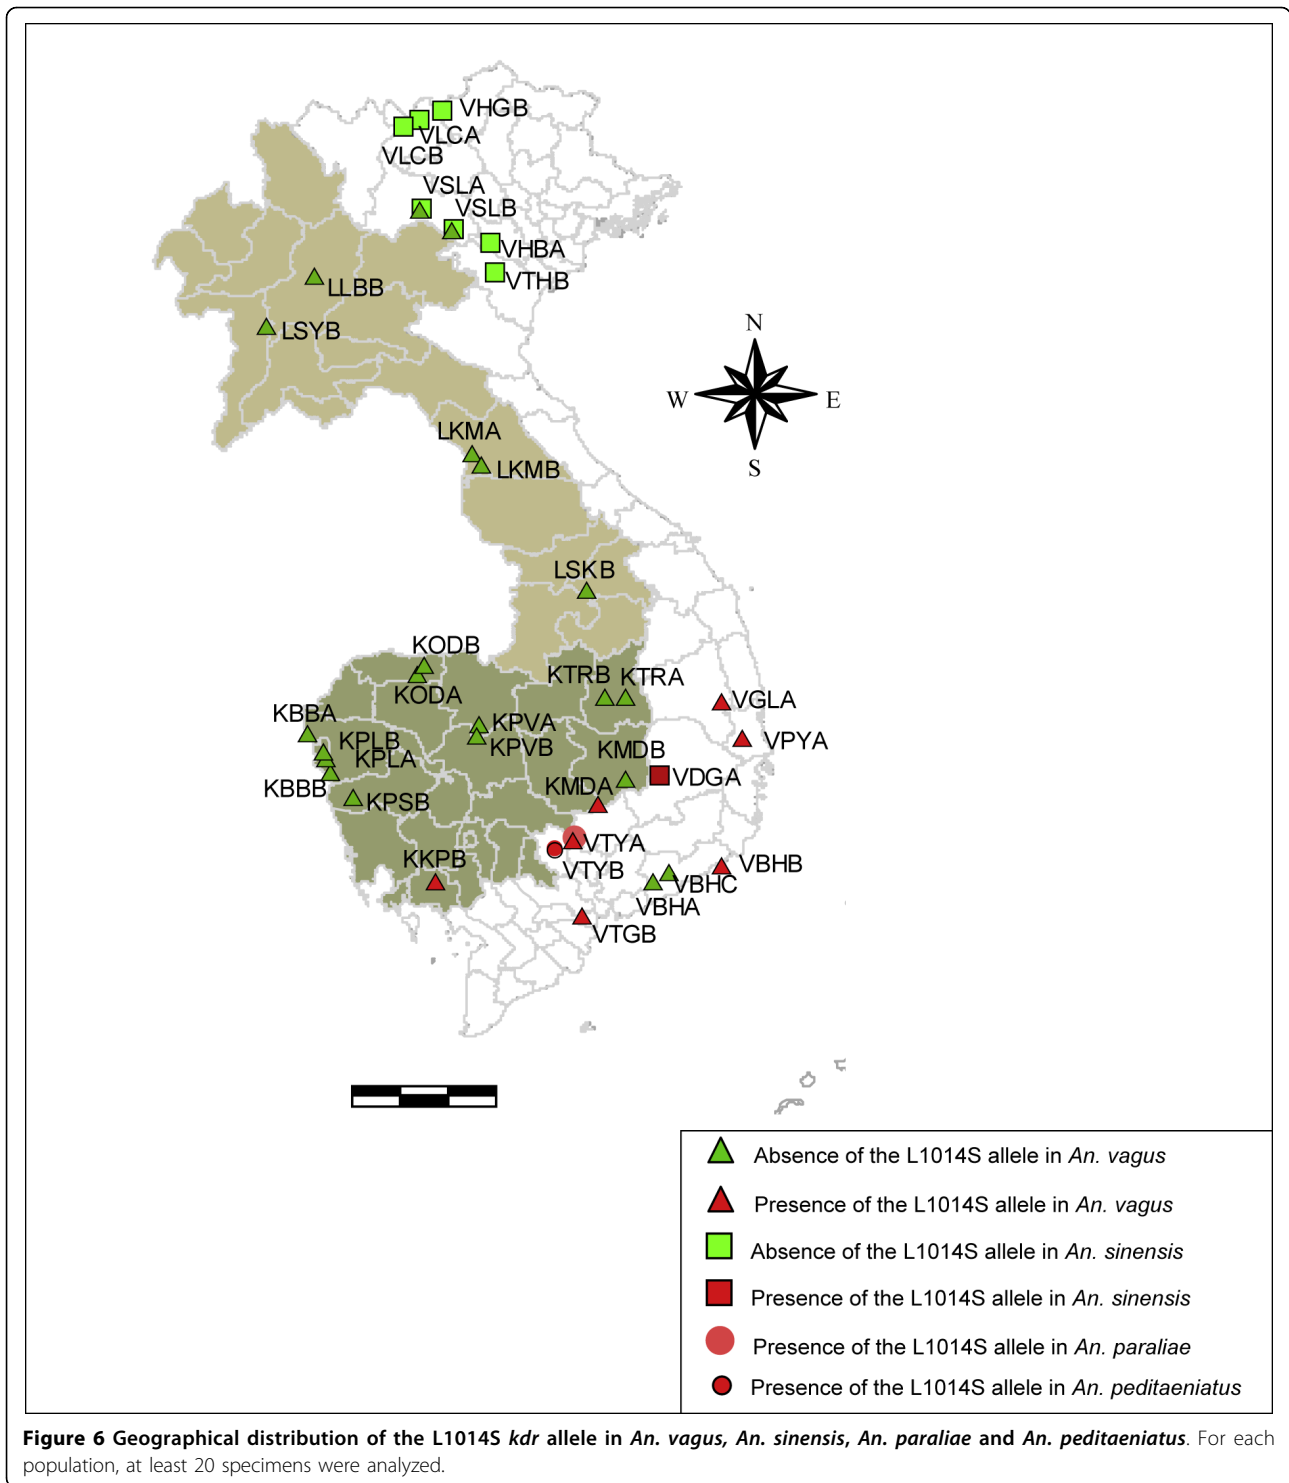 VHGB
VLCA
VLCB
VSLA
VSLB
VHBA
VTHB
LLBB
LSYB
N
W E
S
LKMA
LKMB
LSKB
KODB
KODA
KTRB KTRA
VGLA
KBBA
KPVA
KPLB
KPVB
KMDB
VPYA
KPLA
VDGA
KBBB
KMDA
KPSB
VTYA
KKPB
VTYB
VBHB
VBHC
VBHA
VTGB
Absence of the L1014S allele in An. vagus
Presence of the L1014S allele in An. vagus
Absence of the L1014S allele in An. sinensis
Presence of the L1014S allele in An. sinensis
Presence of the L1014S allele in An. paraliae
Presence of the L1014S allele in An. peditaeniatus
Figure 6 Geographical distribution of the L1014S kdr allele in An. vagus, An. sinensis, An. paraliae and An. peditaeniatus. For each
population, at least 20 specimens were analyzed.